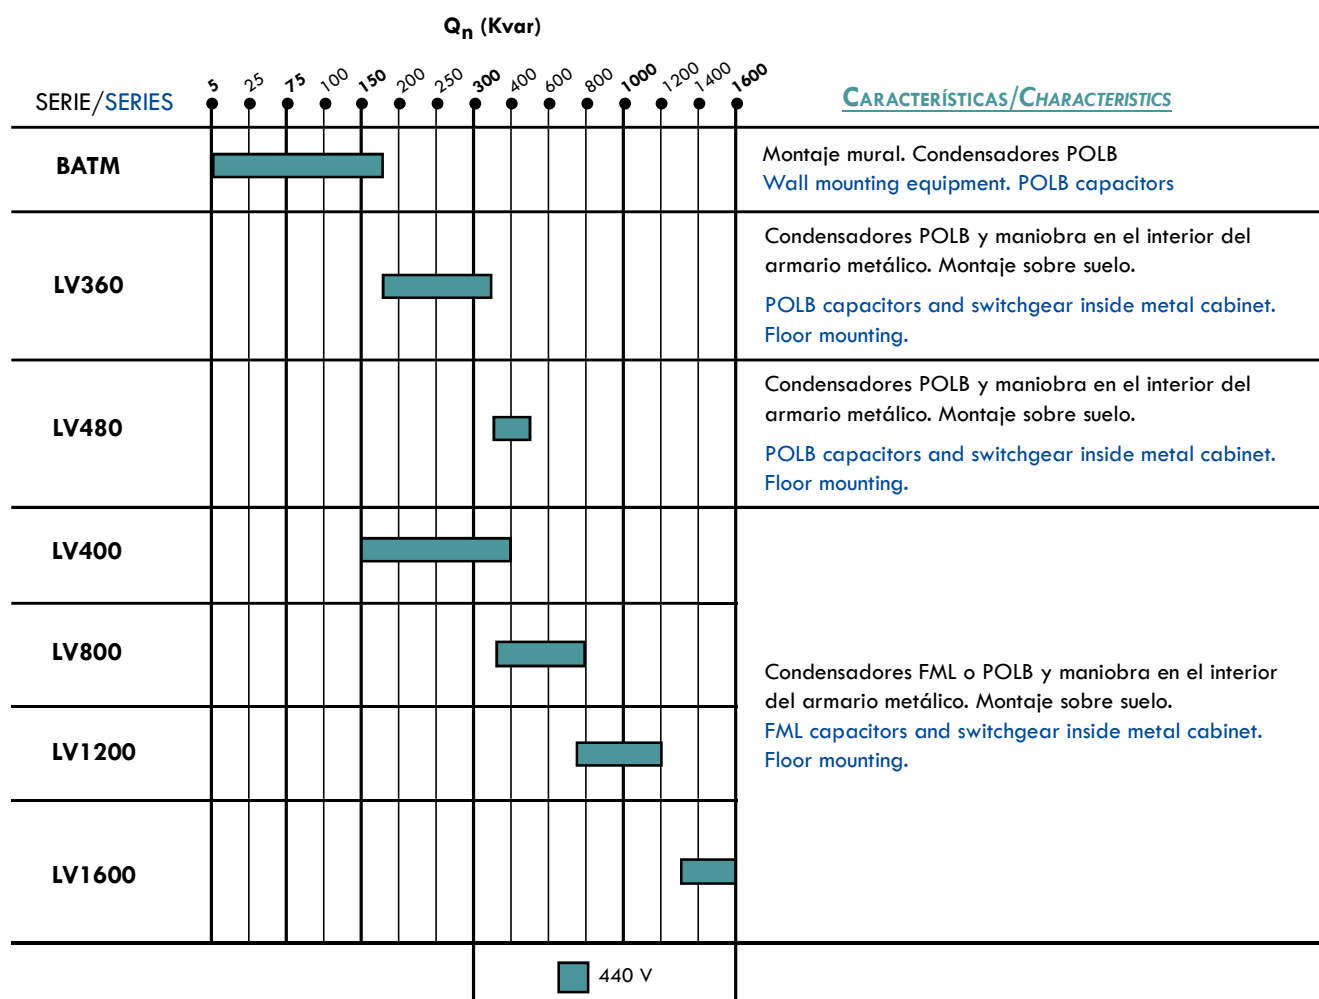 Qn (Kvar)
5 25 75 100 150 200 250 300 400 600 800 1000 1200 1400 1600
SERIE/SERIES
CARACTERÍSTICAS/CHARACTERISTICS
BATM
Montaje mural. Condensadores POLB
Wall mounting equipment. POLB capacitors
LV360
Condensadores POLB y maniobra en el interior del
armario metálico. Montaje sobre suelo.
POLB capacitors and switchgear inside metal cabinet.
Floor mounting.
LV480
Condensadores POLB y maniobra en el interior del
armario metálico. Montaje sobre suelo.
POLB capacitors and switchgear inside metal cabinet.
Floor mounting.
LV400
LV800
LV1200
LV1600
Condensadores FML o POLB y maniobra en el interior
del armario metálico. Montaje sobre suelo.
FML capacitors and switchgear inside metal cabinet.
Floor mounting.
440 V